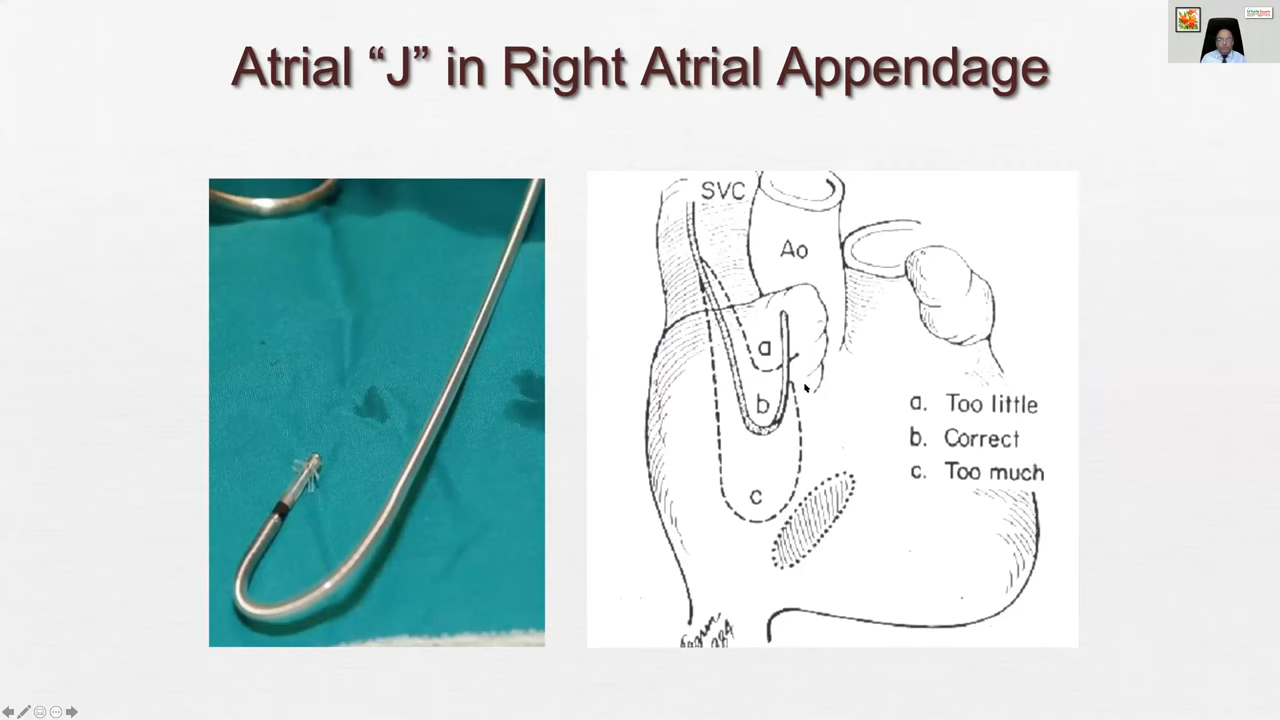 Atrial “J” in Right Atrial Appendage
SVC
Ao
a
b
c
a. Too little
b. Correct
c. Too much